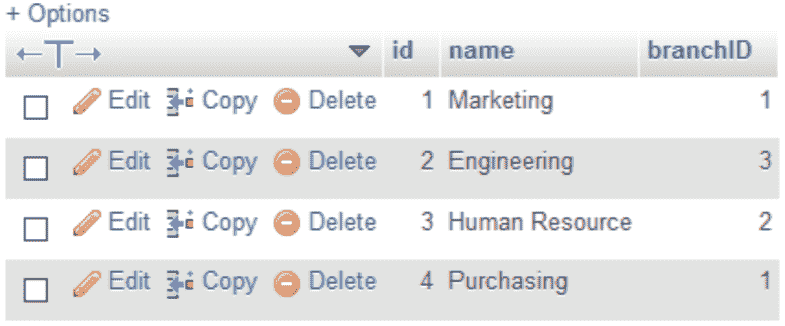 + Options
←T→ id name branchID
Edit Copy Delete 1 Marketing 1
Edit Copy Delete 2 Engineering 3
Edit Copy Delete 3 Human Resource 2
Edit Copy Delete 4 Purchasing 1